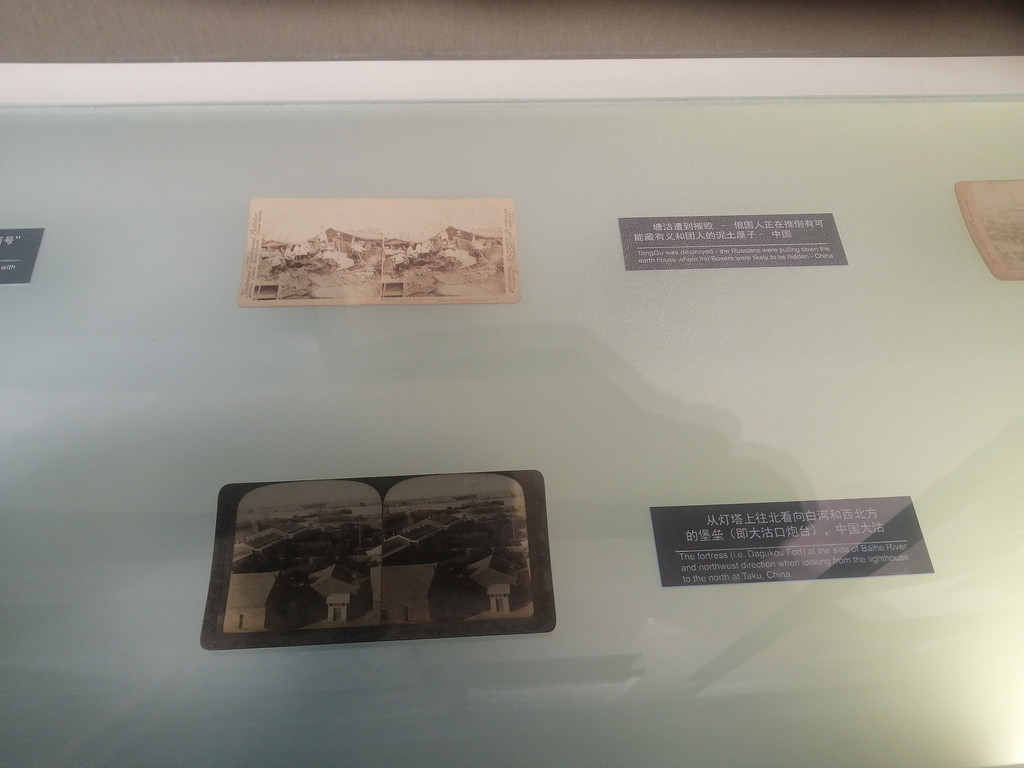 号”
with
塘沽遭到摧毁 - 俄国人正在推倒有可
能藏有义和团人的泥土屋子 - 中国
TangGu was destroyed - the Russians were pulling down the
earth house where the Boxers were likely to be hidden - China
从灯塔上往北看向白河和西北方
的堡垒（即大沽口炮台），中国大沽
The fortress (i.e. Dagukou Fort) at the side of Baihe River
and northwest direction when looking from the lighthouse
to the north at Taku, China.